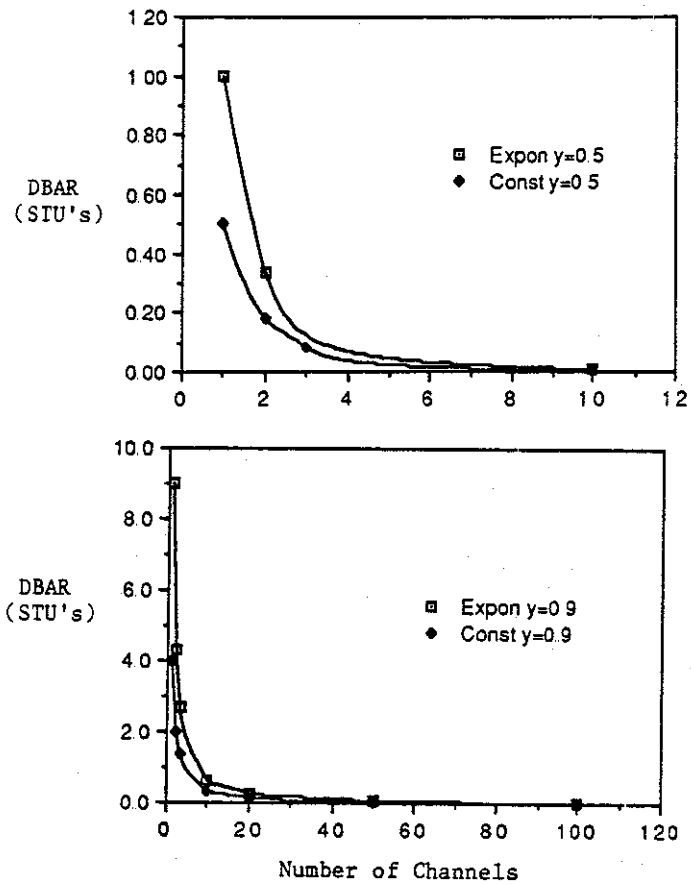 1 20
1 00
0.80
0.60
0.40
0.20
0.00
DBAR
(STU's)
Expon y=0.5
Const y=0 5
0 2 4 6 8 10 12
10.0
8.0
6.0
4.0
2.0
0.0
DBAR
(STU's)
Expon y=0 9
Const y=0.9
0 20 40 60 80 100 120
Number of Channels